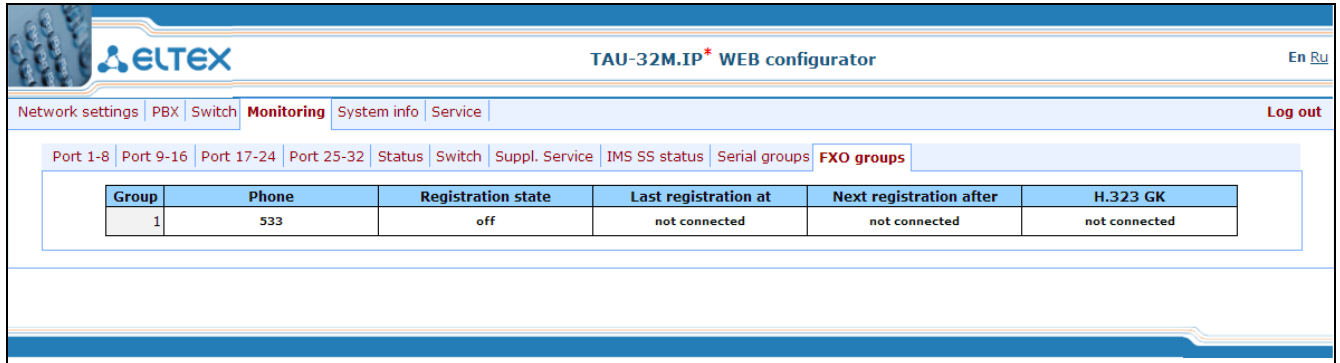 ELTEX
TAU-32M.IP* WEB configurator
En Ru
Network settings PBX Switch Monitoring System info Service Log out
Port 1-8 Port 9-16 Port 17-24 Port 25-32 Status Switch Suppl. Service IMS SS status Serial groups FXO groups
Group Phone Registration state Last registration at Next registration after H.323 GK
1 533 off not connected not connected not connected